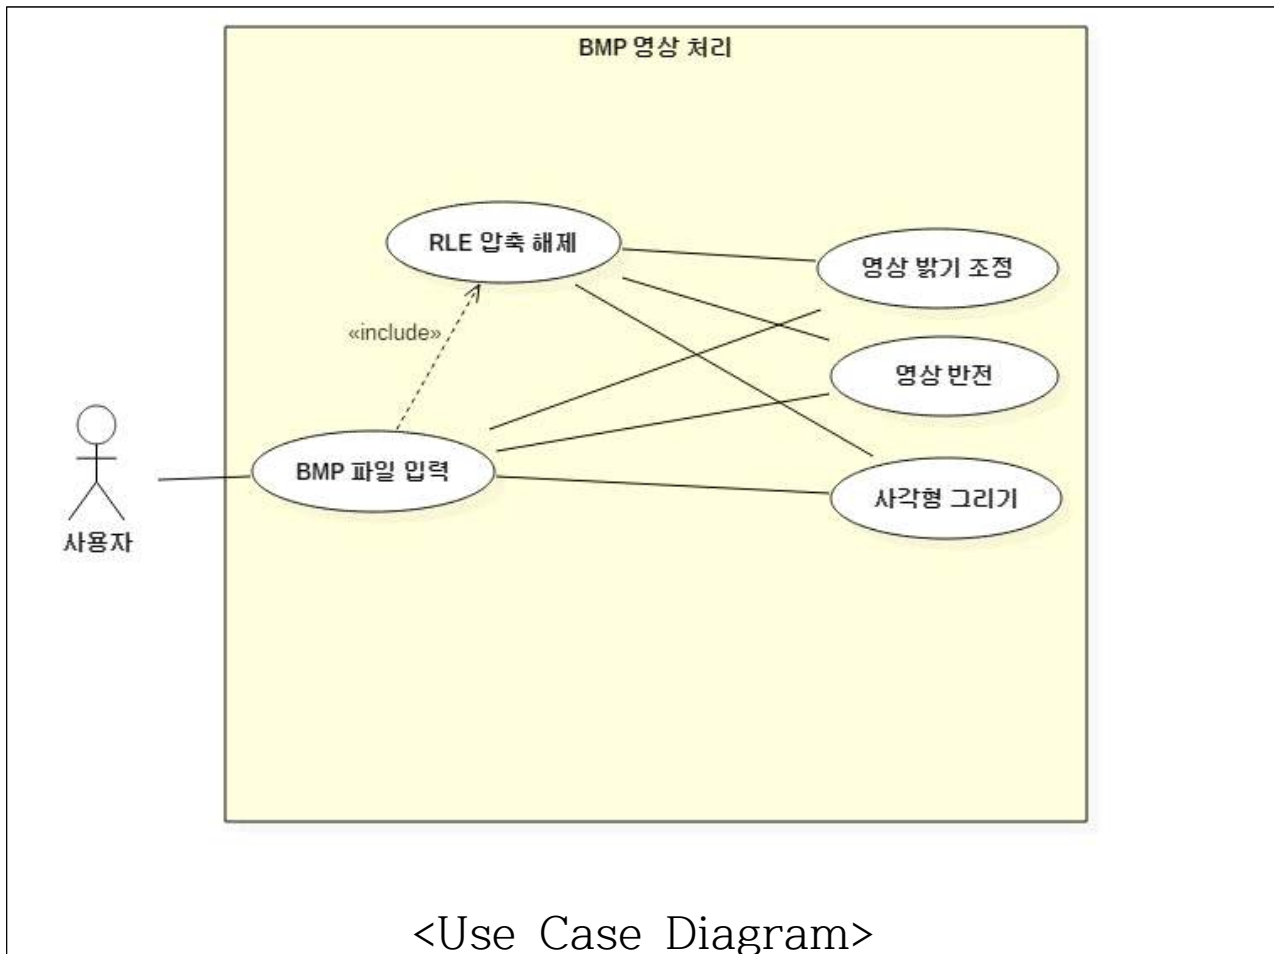 BMP 영상 처리
RLE 압축 해제
영상 밝기 조정
«include»
영상 반전
BMP 파일 입력
사각형 그리기
사용자
<Use Case Diagram>